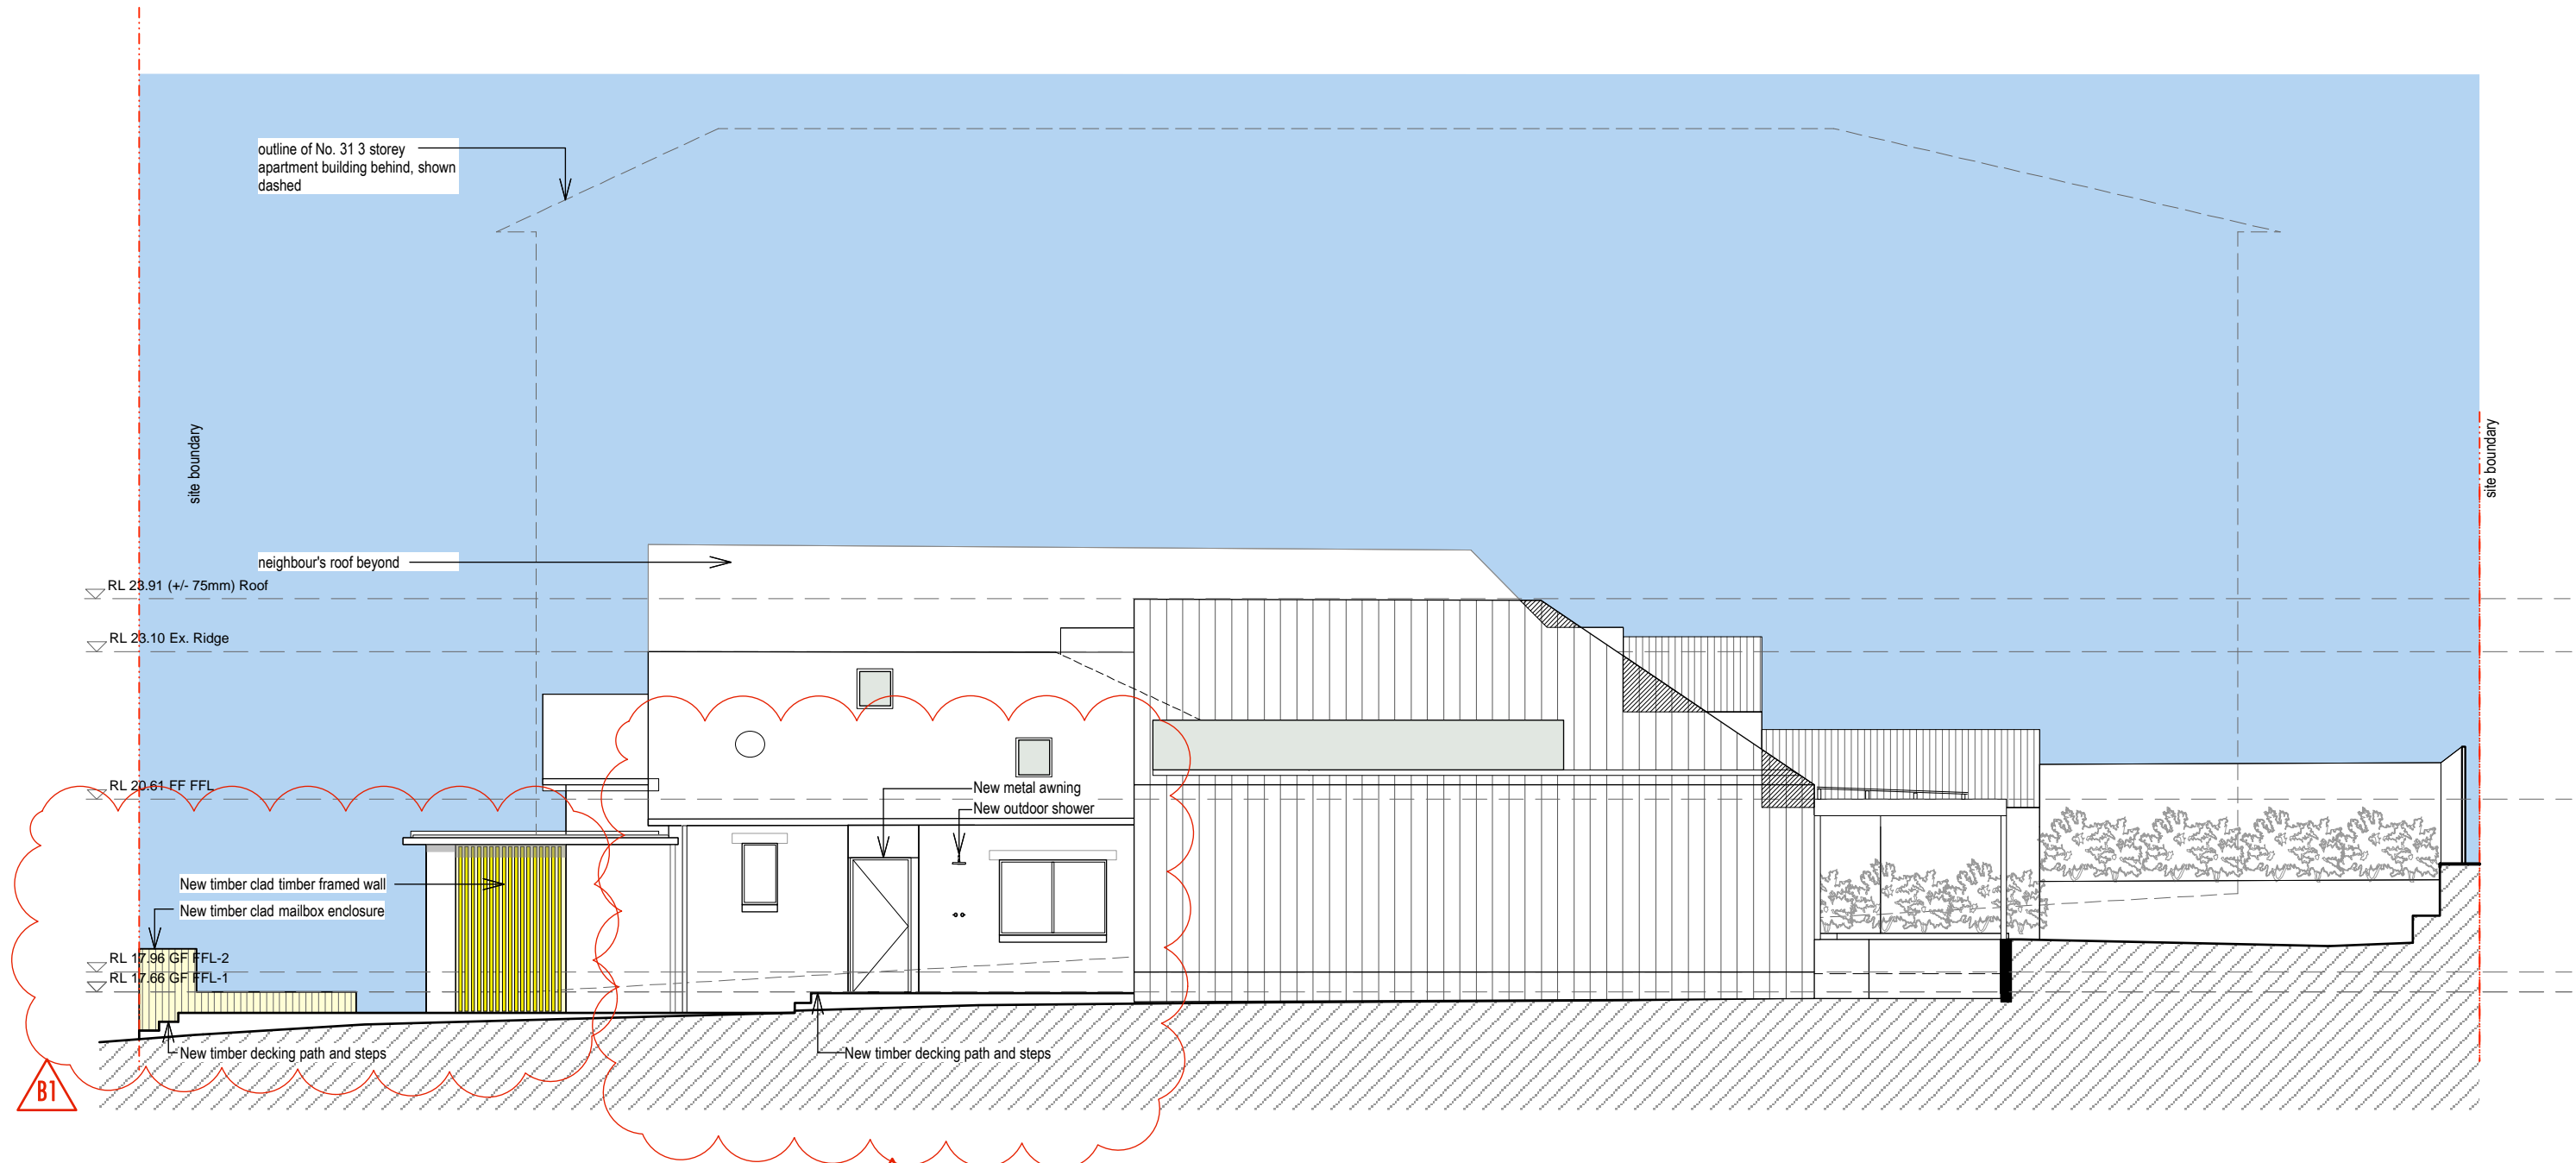 outline of No. 31 3 storey
apartment building behind, shown
dashed
site boundary
site boundary
neighbour's roof beyond
RL 23.91 (+/- 75mm) Roof
RL 23.10 Ex. Ridge
RL 20.61 FF FFL
New metal awning
New outdoor shower
New timber clad timber framed wall
New timber clad mailbox enclosure
RL 17.96 GF FFL-2
RL 17.66 GF FFL-1
New timber decking path and steps
New timber decking path and steps
B1